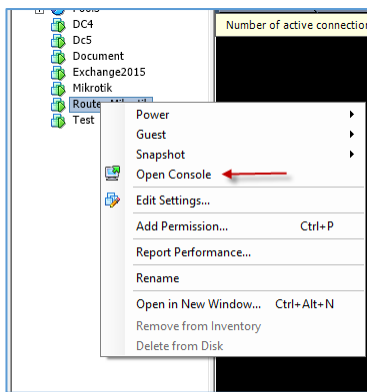 DC4
Dc5
Document
Exchange2015
Mikrotik
Test
Number of active connection
Power
Guest
Snapshot
Open Console
Edit Settings...
Add Permission... Ctrl+P
Report Performance...
Rename
Open in New Window... Ctrl+Alt+N
Remove from Inventory
Delete from Disk